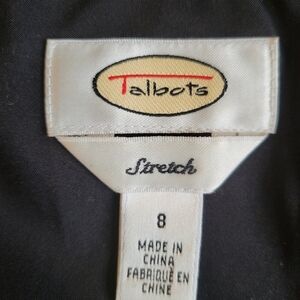 Talbots
Stretch
8
MADE IN
CHINA
FABRIQUÉ EN
CHINE